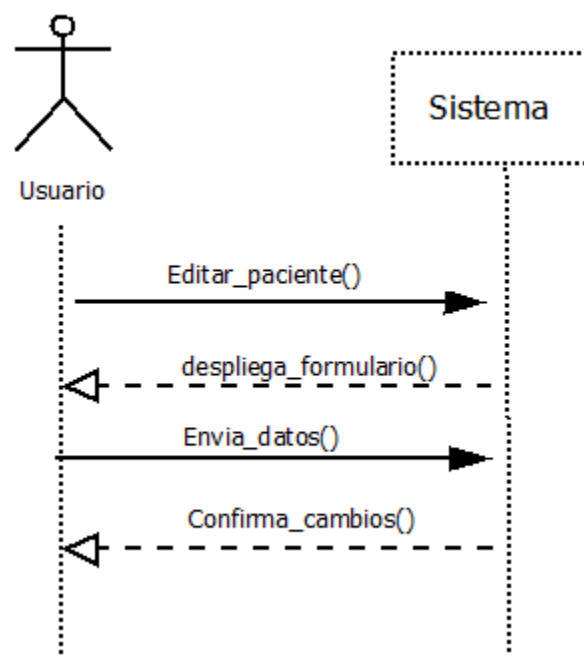 Sistema
Usuario
Editar_paciente()
despliega_formulario()
Envia_datos()
Confirma_cambios()